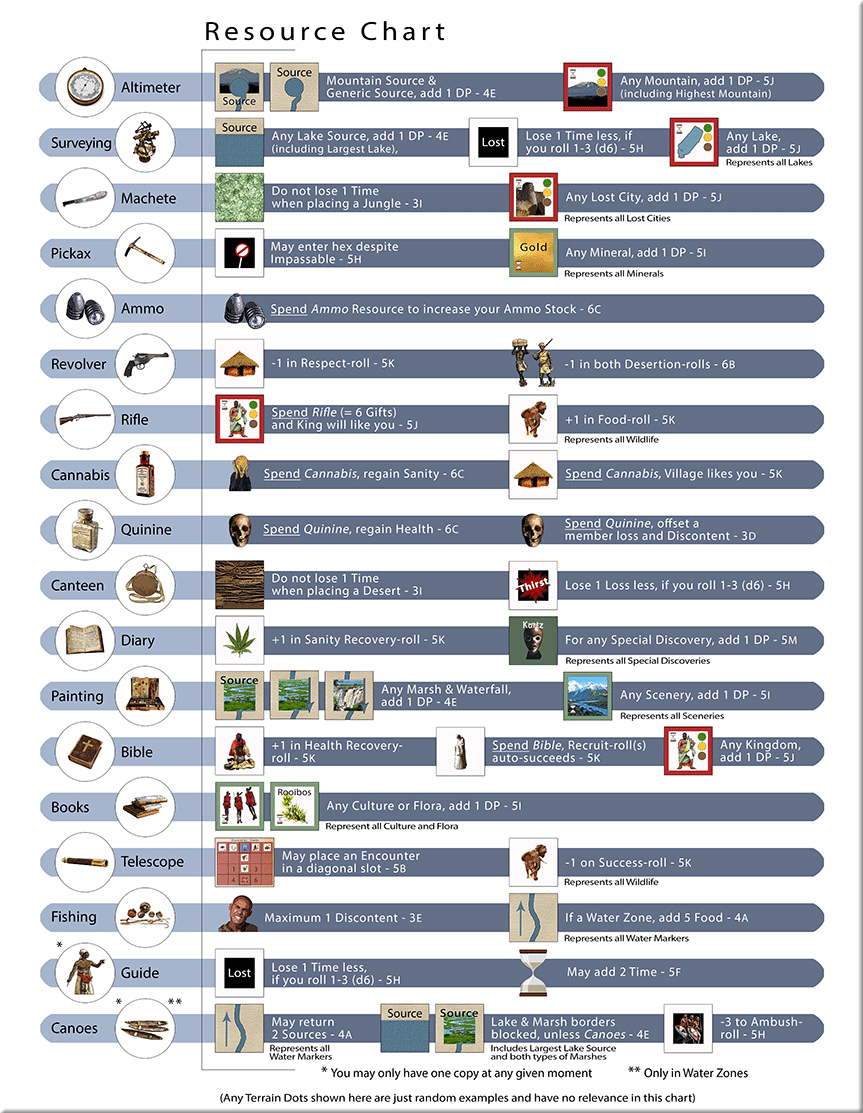 Resource Chart
Altimeter
Source
Source
Mountain Source &
Generic Source, add 1 DP - 4E
Any Mountain, add 1 DP - 5J
(including Highest Mountain)
Surveying
Source
Any Lake Source, add 1 DP - 4E
(including Largest Lake),
Lost
Lose 1 Time less, if
you roll 1-3 (d6) - 5H
Any Lake,
add 1 DP - 5J
Represents all Lakes
Machete
Do not lose 1 Time
when placing a Jungle - 3I
Any Lost City, add 1 DP - 5J
Represents all Lost Cities
Pickax
May enter hex despite
Impassable - 5H
Gold
Any Mineral, add 1 DP - 5I
Represents all Minerals
Ammo
Spend Ammo Resource to increase your Ammo Stock - 6C
Revolver
-1 in Respect-roll - 5K
-1 in both Desertion-rolls - 6B
Rifle
Spend Rifle (= 6 Gifts)
and King will like you - 5J
+1 in Food-roll - 5K
Represents all Wildlife
Cannabis
Spend Cannabis, regain Sanity - 6C
Spend Cannabis, Village likes you - 5K
Quinine
Spend Quinine, regain Health - 6C
Spend Quinine, offset a
member loss and Discontent - 3D
Canteen
Do not lose 1 Time
when placing a Desert - 3I
Thirst
Lose 1 Loss less, if you roll 1-3 (d6) - 5H
Diary
+1 in Sanity Recovery-roll - 5K
Kurtz
For any Special Discovery, add 1 DP - 5M
Represents all Special Discoveries
Painting
Source
Any Marsh & Waterfall,
add 1 DP - 4E
Any Scenery, add 1 DP - 5I
Represents all Sceneries
Bible
+1 in Health Recovery-
roll - 5K
Spend Bible, Recruit-roll(s)
auto-succeeds - 5K
Any Kingdom,
add 1 DP - 5J
Books
Rooibos
Any Culture or Flora, add 1 DP - 5I
Represent all Culture and Flora
Telescope
1 3
4 6
May place an Encounter
in a diagonal slot - 5B
-1 on Success-roll - 5K
Represents all Wildlife
Fishing
Maximum 1 Discontent - 3E
If a Water Zone, add 5 Food - 4A
Represents all Water Markers
*
Guide
Lost
Lose 1 Time less,
if you roll 1-3 (d6) - 5H
May add 2 Time - 5F
* **
Canoes
May return
2 Sources - 4A
Represents all
Water Markers
Source
Source
Lake & Marsh borders
blocked, unless Canoes - 4E
Includes Largest Lake Source
and both types of Marshes
-3 to Ambush-
roll - 5H
* You may only have one copy at any given moment ** Only in Water Zones
(Any Terrain Dots shown here are just random examples and have no relevance in this chart)